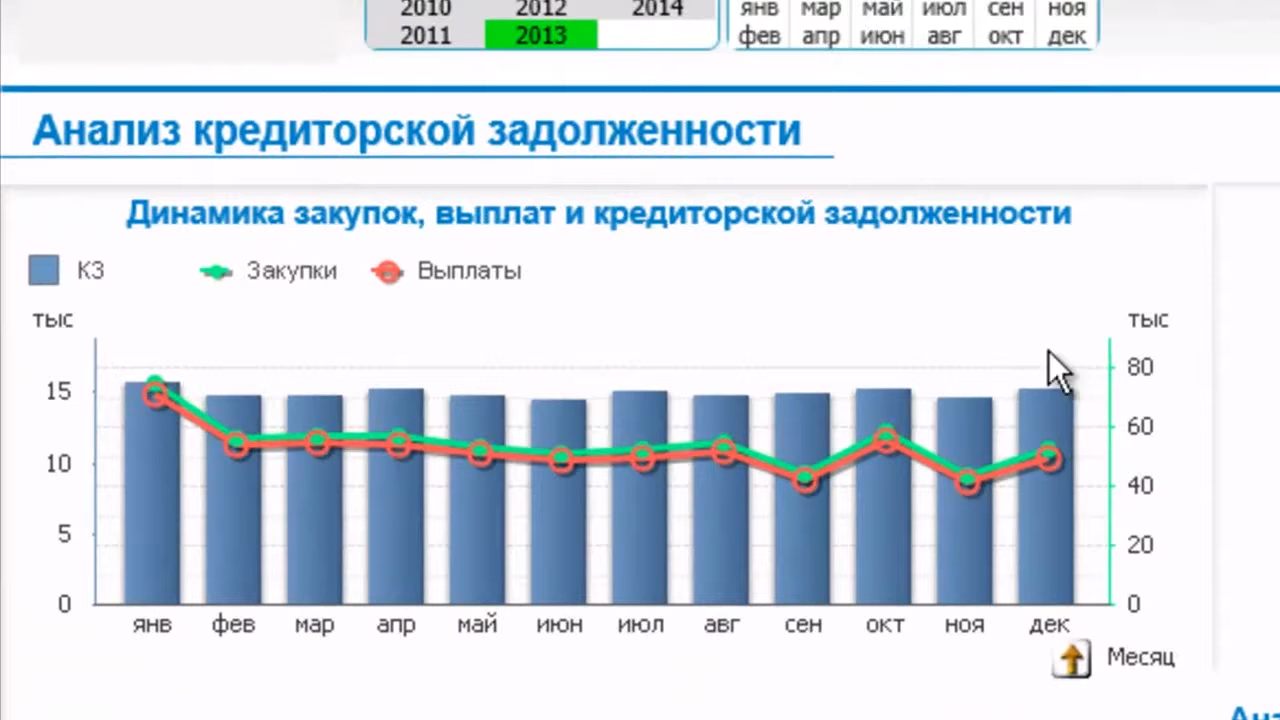 2010 2012 2014 янв мар май июл сен ноя
2011 2013 фев апр июн авг окт дек
Анализ кредиторской задолженности
Динамика закупок, выплат и кредиторской задолженности
КЗ Закупки Выплаты
тыс тыс
15 80
60
10
40
5
20
0 0
янв фев мар апр май июн июл авг сен окт ноя дек
Месяц